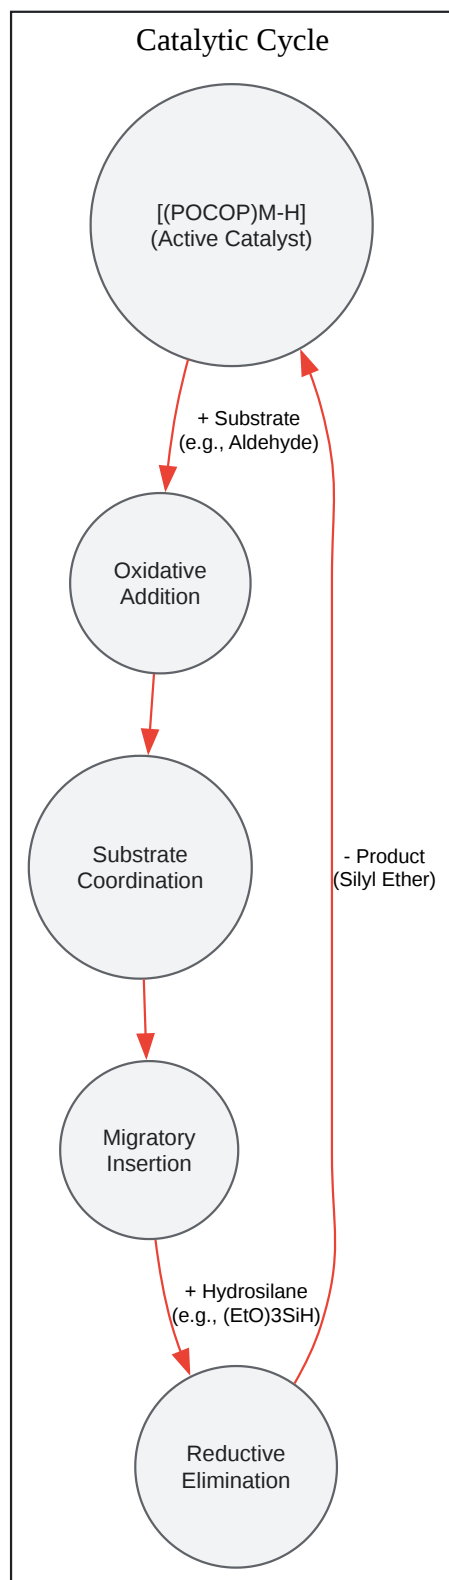 Catalytic Cycle
[(POCOP)M-H]
(Active Catalyst)
+ Substrate
(e.g., Aldehyde)
Oxidative
Addition
Substrate
Coordination
- Product
(Silyl Ether)
Migratory
Insertion
+ Hydrosilane
(e.g., (EtO)3SiH)
Reductive
Elimination